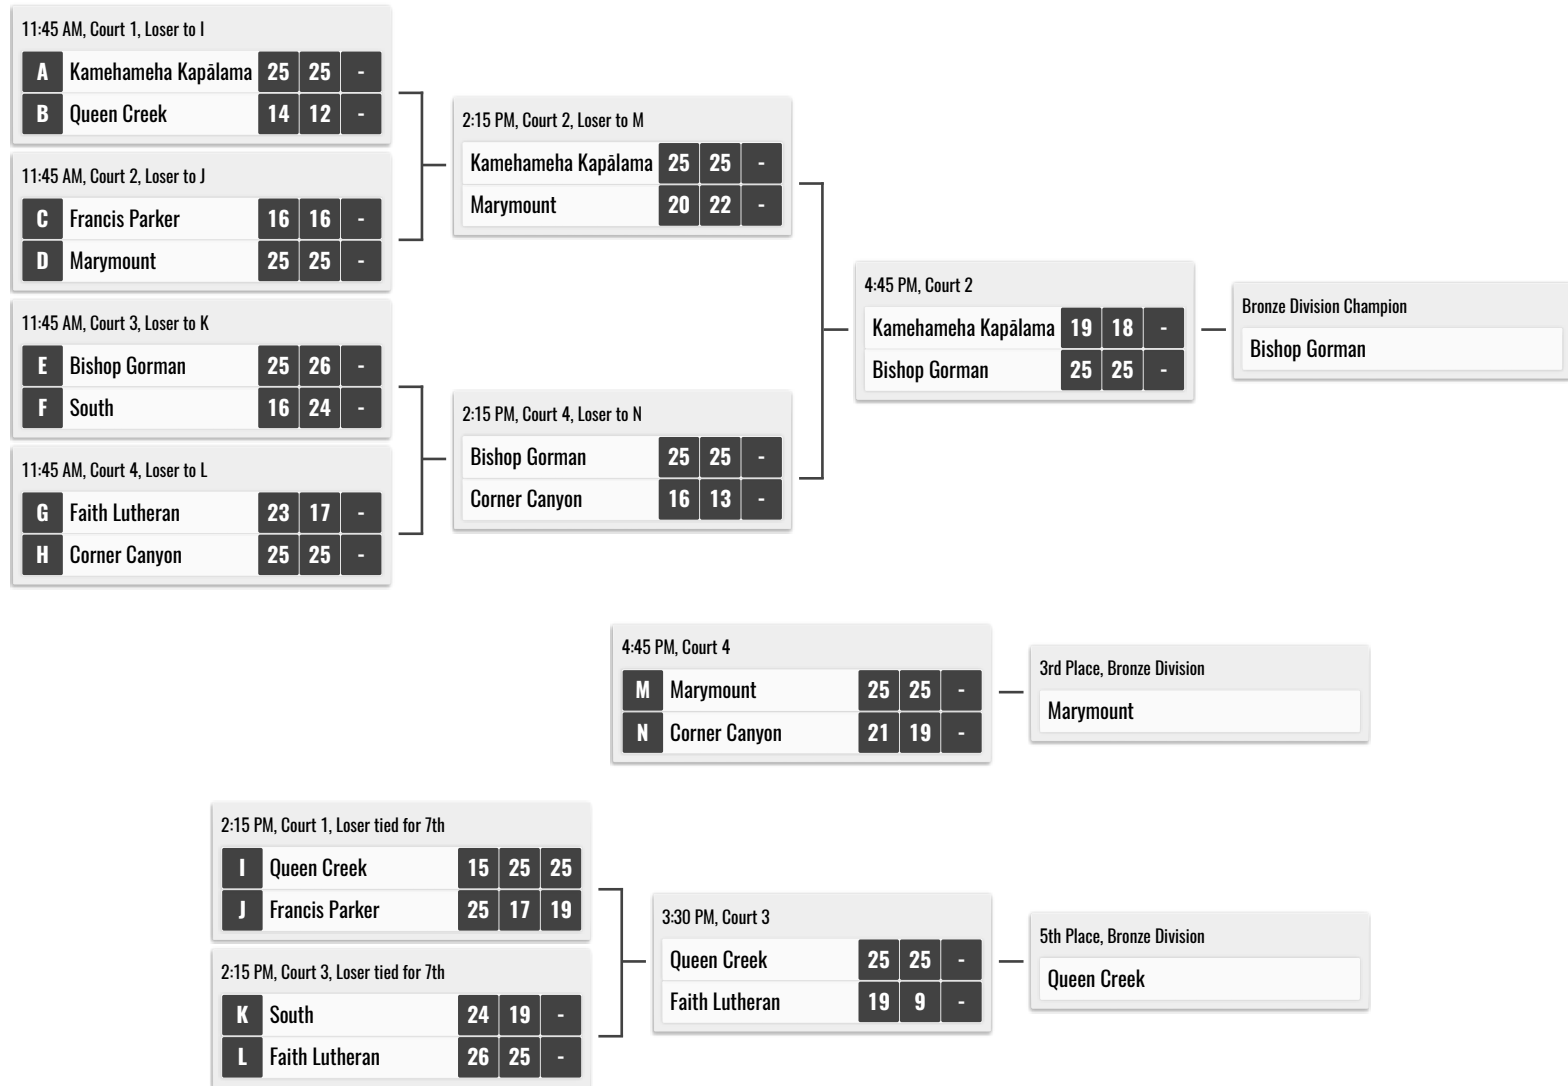 11:45 AM, Court 1, Loser to I
A Kamehameha Kapālama 25 25 -
B Queen Creek 14 12 -
11:45 AM, Court 2, Loser to J
C Francis Parker 16 16 -
D Marymount 25 25 -
11:45 AM, Court 3, Loser to K
E Bishop Gorman 25 26 -
F South 16 24 -
11:45 AM, Court 4, Loser to L
G Faith Lutheran 23 17 -
H Corner Canyon 25 25 -
2:15 PM, Court 2, Loser to M
Kamehameha Kapālama 25 25 -
Marymount 20 22 -
2:15 PM, Court 4, Loser to N
Bishop Gorman 25 25 -
Corner Canyon 16 13 -
4:45 PM, Court 2
Kamehameha Kapālama 19 18 -
Bishop Gorman 25 25 -
Bronze Division Champion
Bishop Gorman
4:45 PM, Court 4
M Marymount 25 25 -
N Corner Canyon 21 19 -
3rd Place, Bronze Division
Marymount
2:15 PM, Court 1, Loser tied for 7th
I Queen Creek 15 25 25
J Francis Parker 25 17 19
2:15 PM, Court 3, Loser tied for 7th
K South 24 19 -
L Faith Lutheran 26 25 -
3:30 PM, Court 3
Queen Creek 25 25 -
Faith Lutheran 19 9 -
5th Place, Bronze Division
Queen Creek